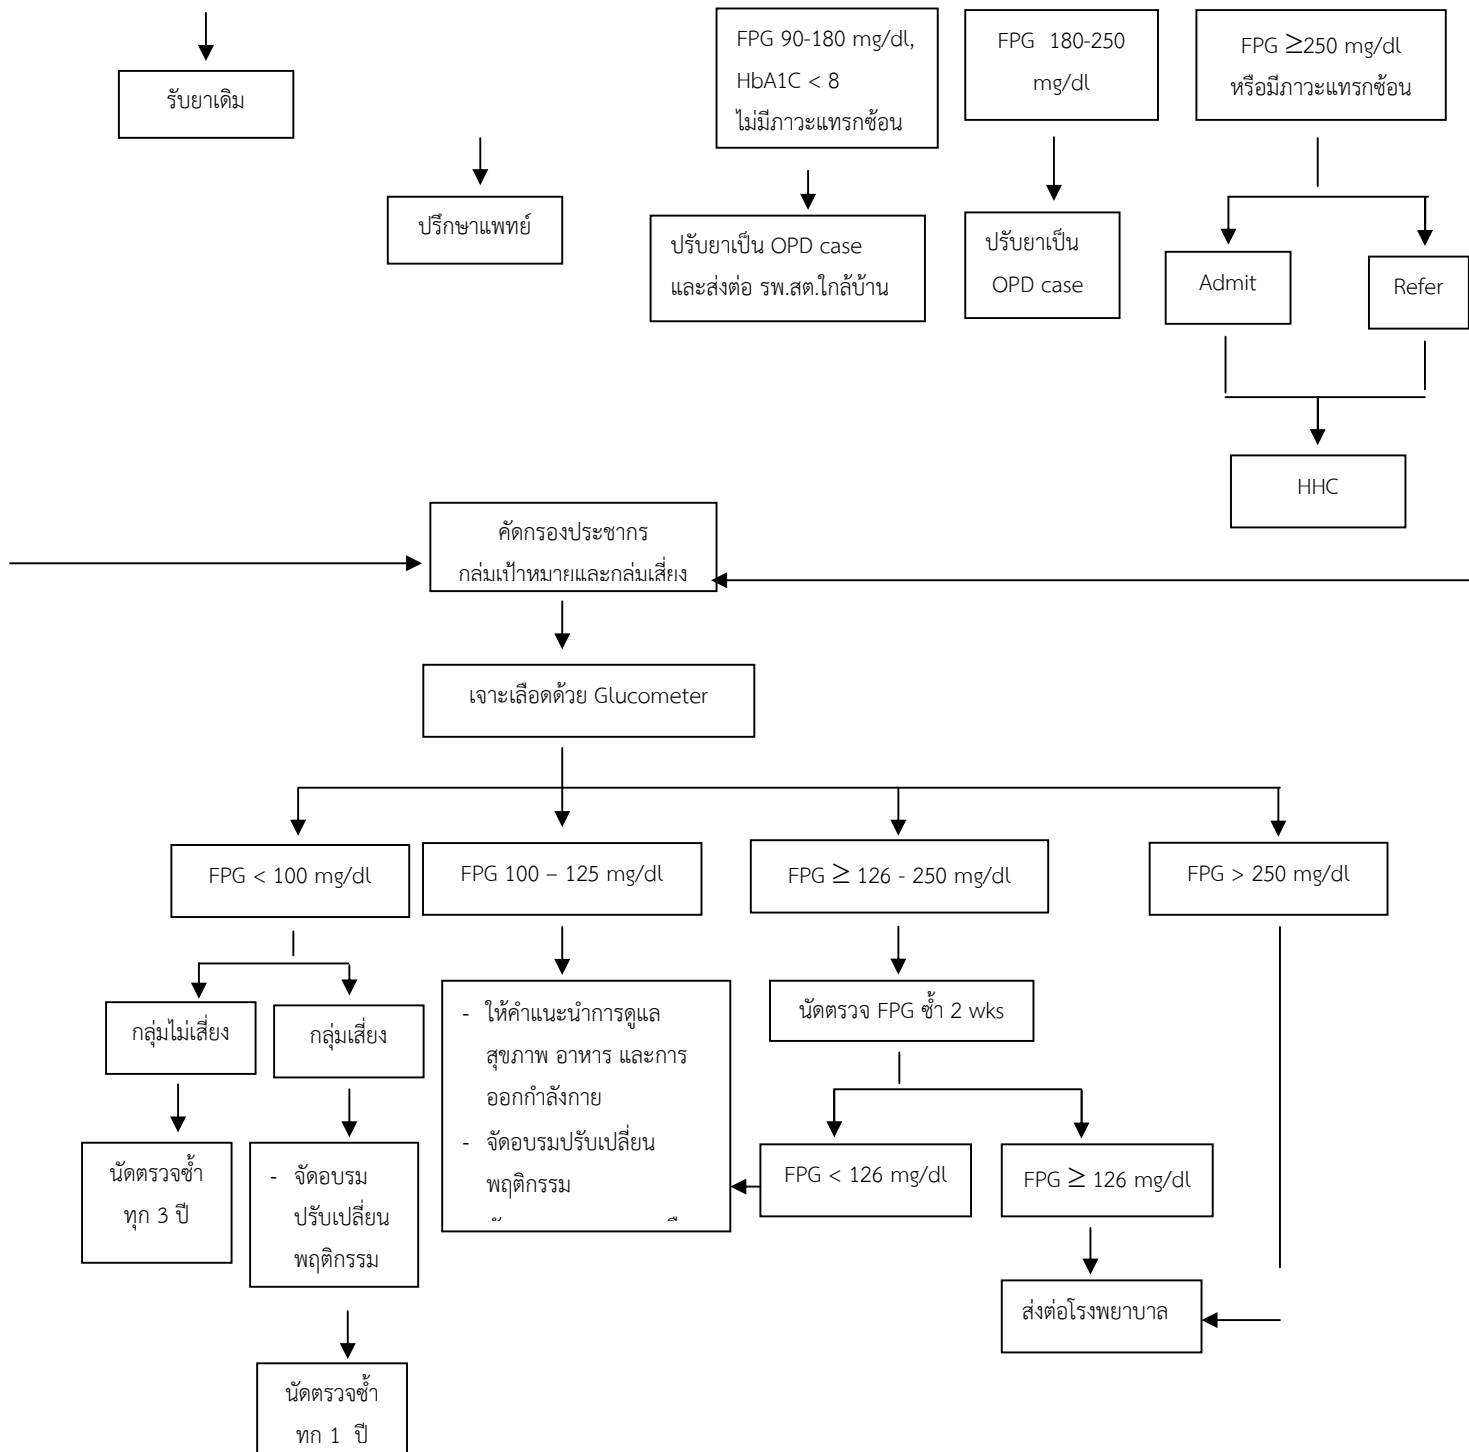 FPG 90-180 mg/dl,
HbA1C < 8
ไม่มีภาวะแทรกซ้อน
FPG 180-250
mg/dl
FPG ≥250 mg/dl
หรือมีภาวะแทรกซ้อน
รับยาเดิม
ปรึกษาแพทย์
ปรับยาเป็น OPD case
และส่งต่อ รพ.สต.ใกล้บ้าน
ปรับยาเป็น
OPD case
Admit
Refer
HHC
คัดกรองประชากร
กลุ่มเป้าหมายและกลุ่มเสี่ยง
เจาะเลือดด้วย Glucometer
FPG < 100 mg/dl
FPG 100 – 125 mg/dl
FPG ≥ 126 - 250 mg/dl
FPG > 250 mg/dl
กลุ่มไม่เสี่ยง
กลุ่มเสี่ยง
- ให้คำแนะนำการดูแล
สุขภาพ อาหาร และการ
ออกกำลังกาย
- จัดอบรมปรับเปลี่ยน
พฤติกรรม
นัดตรวจ FPG ซ้ำ 2 wks
นัดตรวจซ้ำ
ทุก 3 ปี
- จัดอบรม
ปรับเปลี่ยน
พฤติกรรม
FPG < 126 mg/dl
FPG ≥ 126 mg/dl
ส่งต่อโรงพยาบาล
นัดตรวจซ้ำ
ทุก 1 ปี